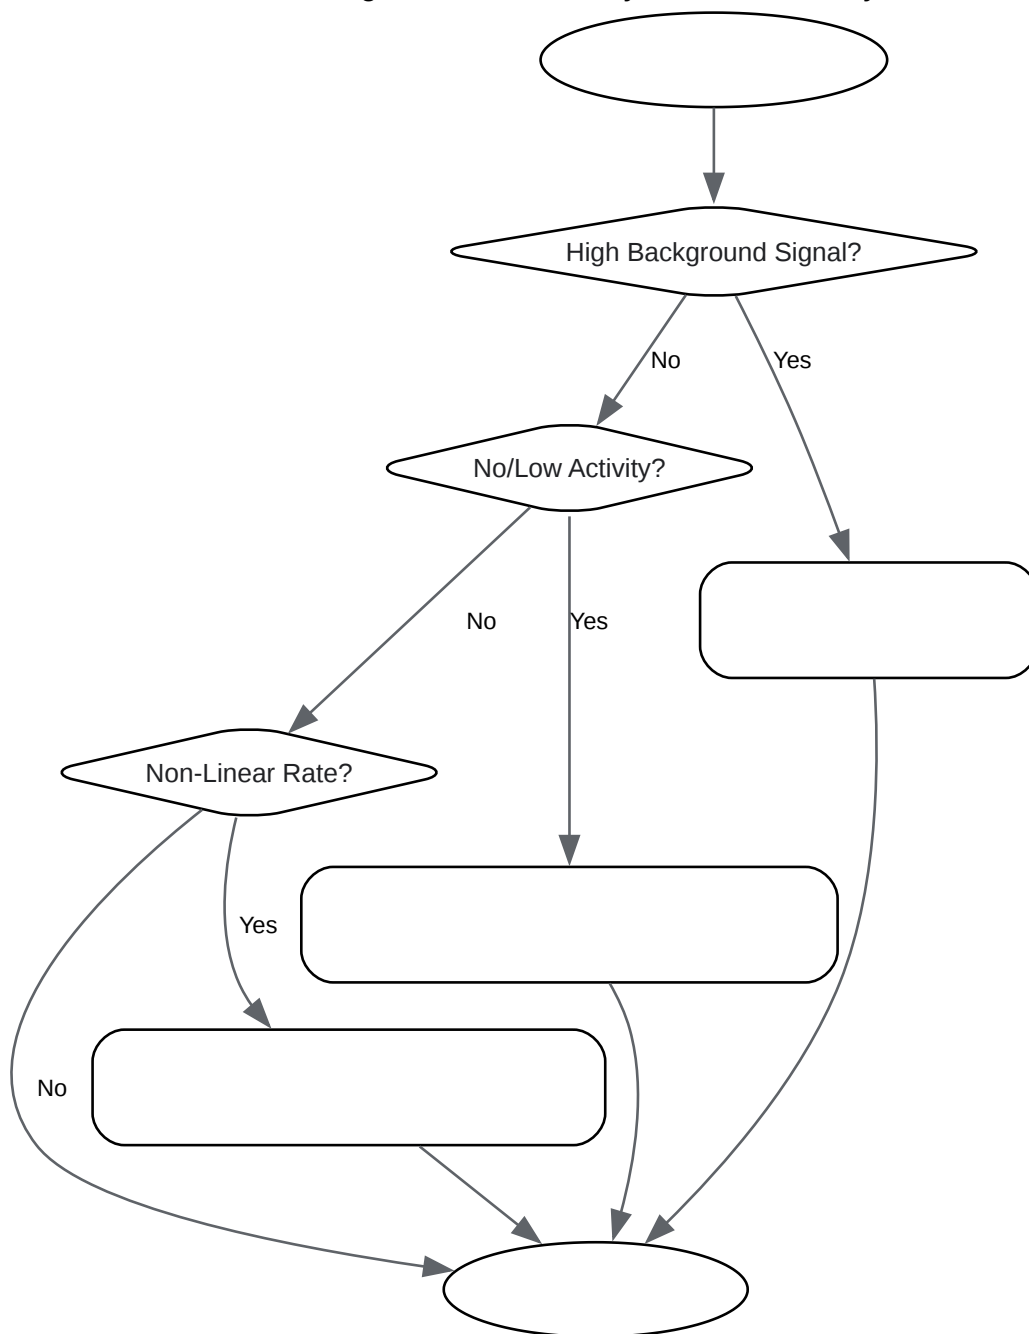 High Background Signal?
No
Yes
No/Low Activity?
No
Yes
Non-Linear Rate?
Yes
No